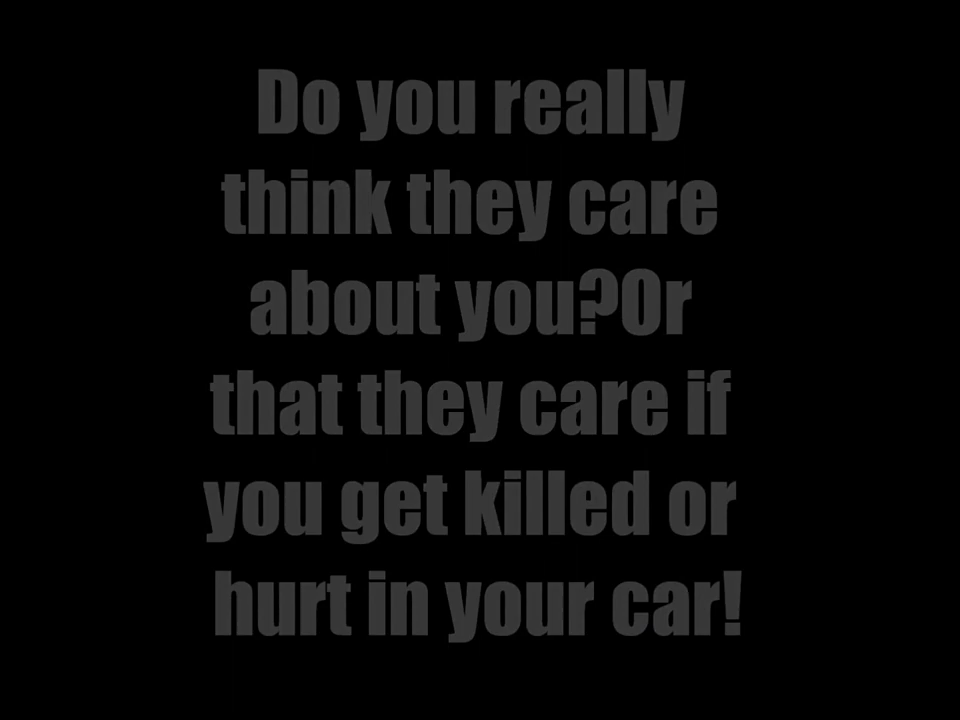 Do you really
think they care
about you?Or
that they care if
you get killed or
hurt in your car!